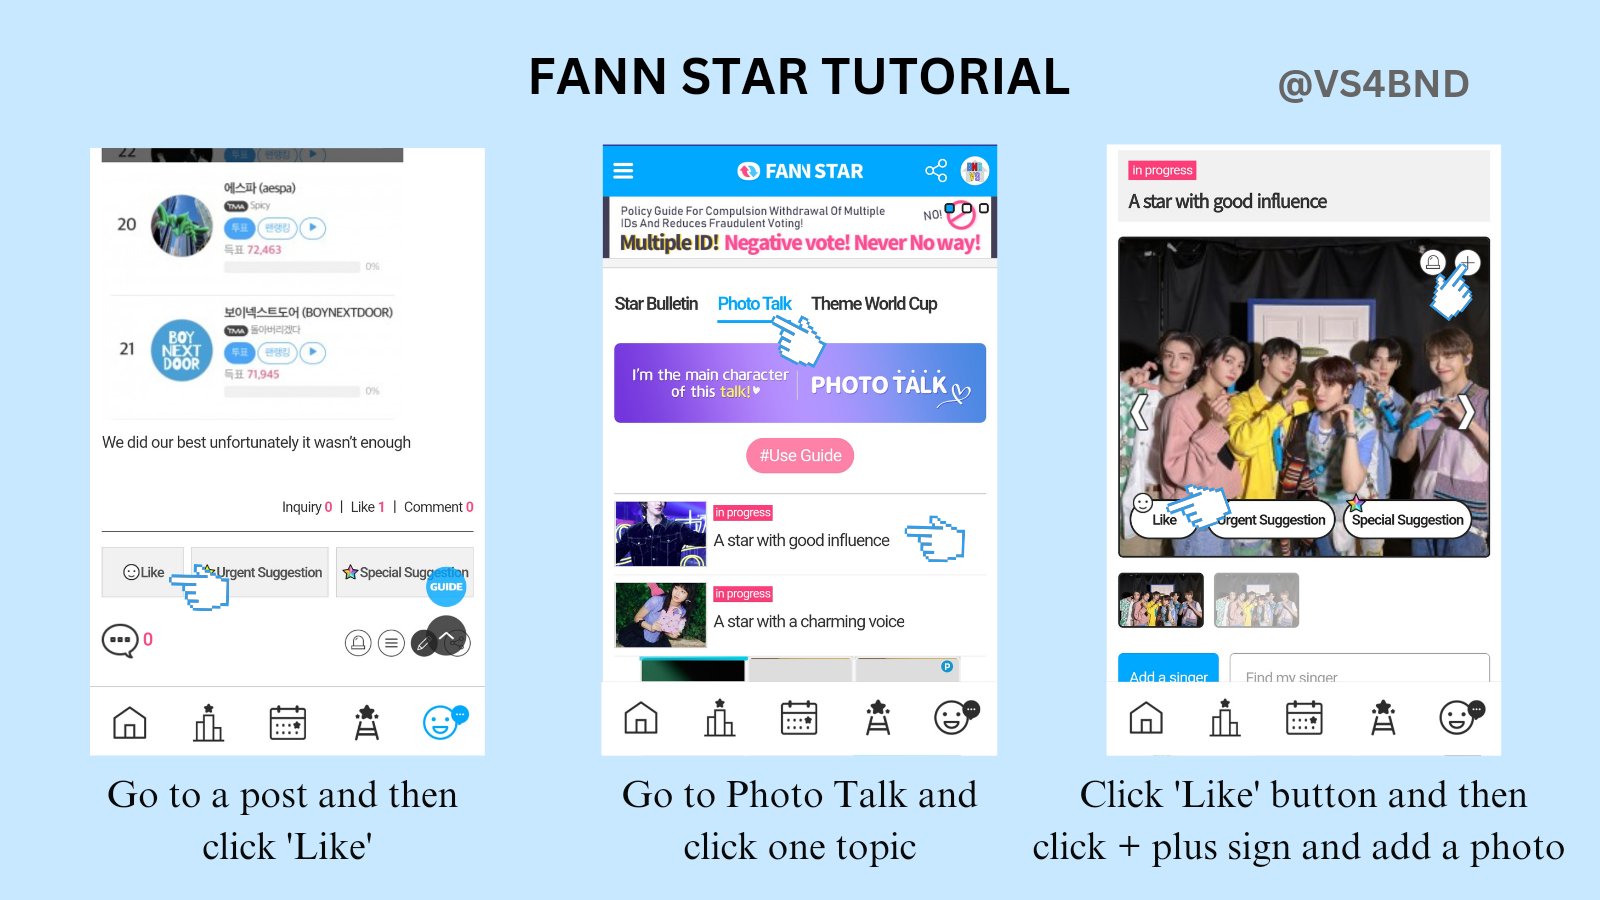 FANN STAR TUTORIAL
@VS4BND
22
투표 팬랭킹
에스파 (aespa)
TMA Spicy
20
투표 팬랭킹
득표 72,463
0%
보이넥스트도어 (BOYNEXTDOOR)
TMA 돌아버리겠다
21
BOY NEXT DOOR
투표 팬랭킹
득표 71,945
0%
We did our best unfortunately it wasn't enough
Inquiry 0 | Like 1 | Comment 0
Like
Urgent Suggestion
Special Suggestion
GUIDE
0
Go to a post and then
click 'Like'
FANN STAR
Policy Guide For Compulsion Withdrawal Of Multiple
IDs And Reduces Fraudulent Voting!
NO!
Multiple ID! Negative vote! Never No way!
Star Bulletin Photo Talk Theme World Cup
I'm the main character
of this talk!♥
PHOTO TALK
#Use Guide
in progress
A star with good influence
in progress
A star with a charming voice
P
Go to Photo Talk and
click one topic
In progress
A star with good influence
Like
Urgent Suggestion
Special Suggestion
Add a singer
Find my singer
Click 'Like' button and then
click + plus sign and add a photo